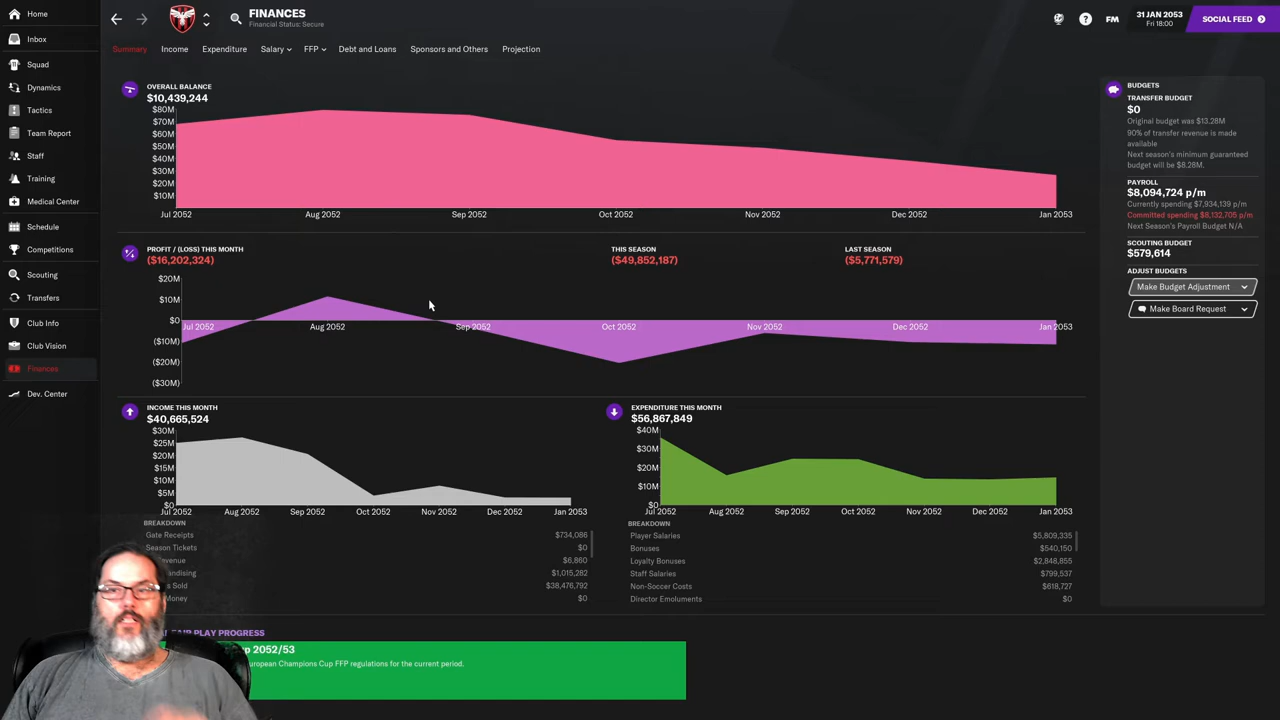 Home
Inbox
Squad
Dynamics
Tactics
Team Report
Staff
Training
Medical Center
Schedule
Competitions
Scouting
Transfers
Club Info
Club Vision
Finances
Dev. Center
FINANCES
Financial Status: Secure
FM
31 JAN 2053
Fri 18:00
SOCIAL FEED
Summary
Income
Expenditure
Salary
FFP
Debt and Loans
Sponsors and Others
Projection
OVERALL BALANCE
$10,439,244
$80M
$70M
$60M
$50M
$40M
$30M
$20M
$10M
Jul 2052
Aug 2052
Sep 2052
Oct 2052
Nov 2052
Dec 2052
Jan 2053
PROFIT / (LOSS) THIS MONTH
($16,202,324)
THIS SEASON
($49,852,187)
LAST SEASON
($5,771,579)
$20M
$10M
$0
($10M)
($20M)
($30M)
Jul 2052
Aug 2052
Sep 2052
Oct 2052
Nov 2052
Dec 2052
Jan 2053
INCOME THIS MONTH
$40,665,524
$30M
$25M
$20M
$15M
$10M
$5M
$0
Jul 2052
Aug 2052
Sep 2052
Oct 2052
Nov 2052
Dec 2052
Jan 2053
BREAKDOWN
Gate Receipts $734,086
Season Tickets $0
evenue $6,860
andising $1,015,282
s Sold $38,476,792
Money $0
EXPENDITURE THIS MONTH
$56,867,849
$40M
$30M
$20M
$10M
$0
Jul 2052
Aug 2052
Sep 2052
Oct 2052
Nov 2052
Dec 2052
Jan 2053
BREAKDOWN
Player Salaries $5,809,335
Bonuses $540,150
Loyalty Bonuses $2,848,855
Staff Salaries $799,537
Non-Soccer Costs $618,727
Director Emoluments $0
FAIR PLAY PROGRESS
p 2052/53
uropean Champions Cup FFP regulations for the current period.
BUDGETS
TRANSFER BUDGET
$0
Original budget was $13.28M
90% of transfer revenue is made
available
Next season's minimum guaranteed
budget will be $8.28M.
PAYROLL
$8,094,724 p/m
Currently spending $7,934,139 p/m
Committed spending $8,132,705 p/m
Next Season's Payroll Budget N/A
SCOUTING BUDGET
$579,614
ADJUST BUDGETS
Make Budget Adjustment
Make Board Request